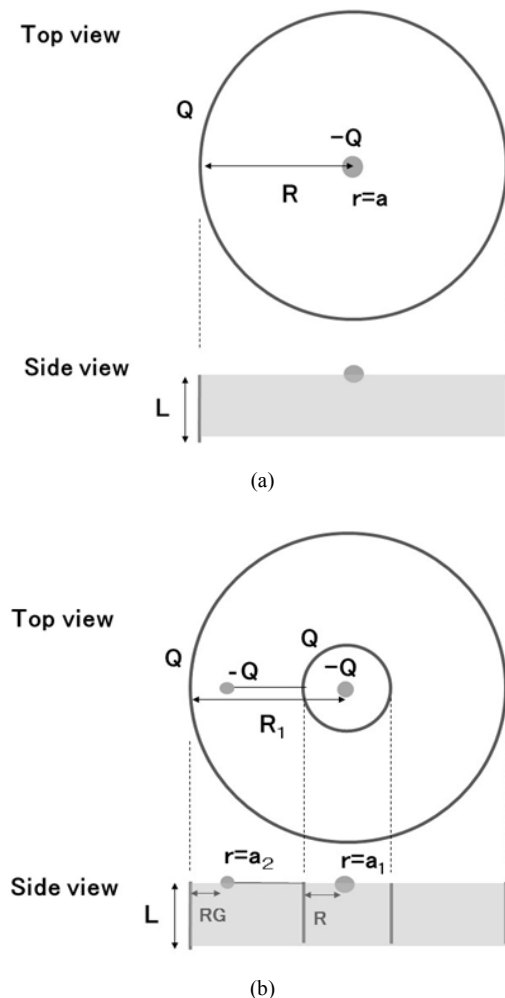 Top view
Q
-Q
R
r=a
Side view
L
(a)
Top view
Q
Q
-Q
-Q
R1
r=a2
r=a1
Side view
L
RG
R
(b)